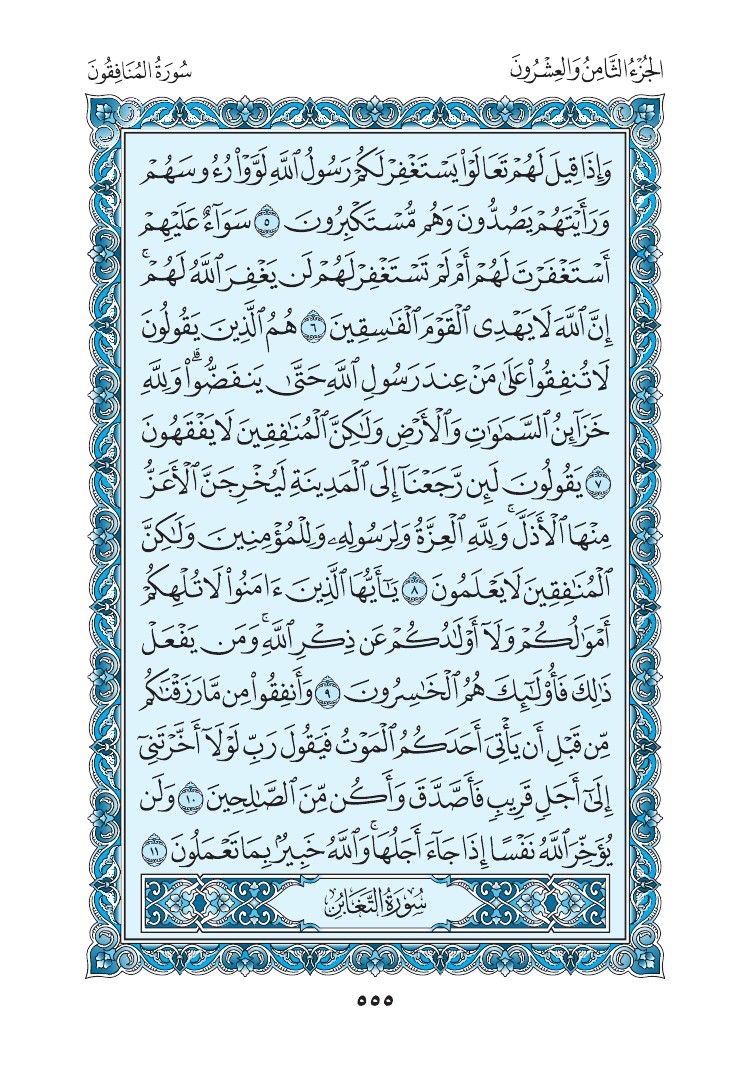 الجُزْءُ الثَّامِنُ وَالعِشْرُونَ
سُورَةُ المُنَافِقُونَ
وَإِذَا قِيلَ لَهُمْ تَعَالَوْا۟ يَسْتَغْفِرْ لَكُمْ رَسُولُ ٱللَّهِ لَوَّوْا۟ رُءُوسَهُمْ
وَرَأَيْتَهُمْ يَصُدُّونَ وَهُم مُّسْتَكْبِرُونَ ٥ سَوَآءٌ عَلَيْهِمْ
أَسْتَغْفَرْتَ لَهُمْ أَمْ لَمْ تَسْتَغْفِرْ لَهُمْ لَن يَغْفِرَ ٱللَّهُ لَهُمْ ۚ
إِنَّ ٱللَّهَ لَا يَهْدِى ٱلْقَوْمَ ٱلْفَـٰسِقِينَ ٦ هُمُ ٱلَّذِينَ يَقُولُونَ
لَا تُنفِقُوا۟ عَلَىٰ مَنْ عِندَ رَسُولِ ٱللَّهِ حَتَّىٰ يَنفَضُّوا۟ ۗ وَلِلَّهِ
خَزَآئِنُ ٱلسَّمَـٰوَٰتِ وَٱلْأَرْضِ وَلَـٰكِنَّ ٱلْمُنَـٰفِقِينَ لَا يَفْقَهُونَ
٧ يَقُولُونَ لَئِن رَّجَعْنَآ إِلَى ٱلْمَدِينَةِ لَيُخْرِجَنَّ ٱلْأَعَزُّ
مِنْهَا ٱلْأَذَلَّ ۚ وَلِلَّهِ ٱلْعِزَّةُ وَلِرَسُولِهِۦ وَلِلْمُؤْمِنِينَ وَلَـٰكِنَّ
ٱلْمُنَـٰفِقِينَ لَا يَعْلَمُونَ ٨ يَـٰٓأَيُّهَا ٱلَّذِينَ ءَامَنُوا۟ لَا تُلْهِكُمْ
أَمْوَٰلُكُمْ وَلَآ أَوْلَـٰدُكُمْ عَن ذِكْرِ ٱللَّهِ ۚ وَمَن يَفْعَلْ
ذَٰلِكَ فَأُو۟لَـٰٓئِكَ هُمُ ٱلْخَـٰسِرُونَ ٩ وَأَنفِقُوا۟ مِن مَّا رَزَقْنَـٰكُم
مِّن قَبْلِ أَن يَأْتِىَ أَحَدَكُمُ ٱلْمَوْتُ فَيَقُولَ رَبِّ لَوْلَآ أَخَّرْتَنِىٓ
إِلَىٰٓ أَجَلٍ قَرِيبٍ فَأَصَّدَّقَ وَأَكُن مِّنَ ٱلصَّـٰلِحِينَ ١٠ وَلَن
يُؤَخِّرَ ٱللَّهُ نَفْسًا إِذَا جَآءَ أَجَلُهَا ۚ وَٱللَّهُ خَبِيرٌۢ بِمَا تَعْمَلُونَ ١١
سُورَةُ التَّغَابُنِ
٥٥٥